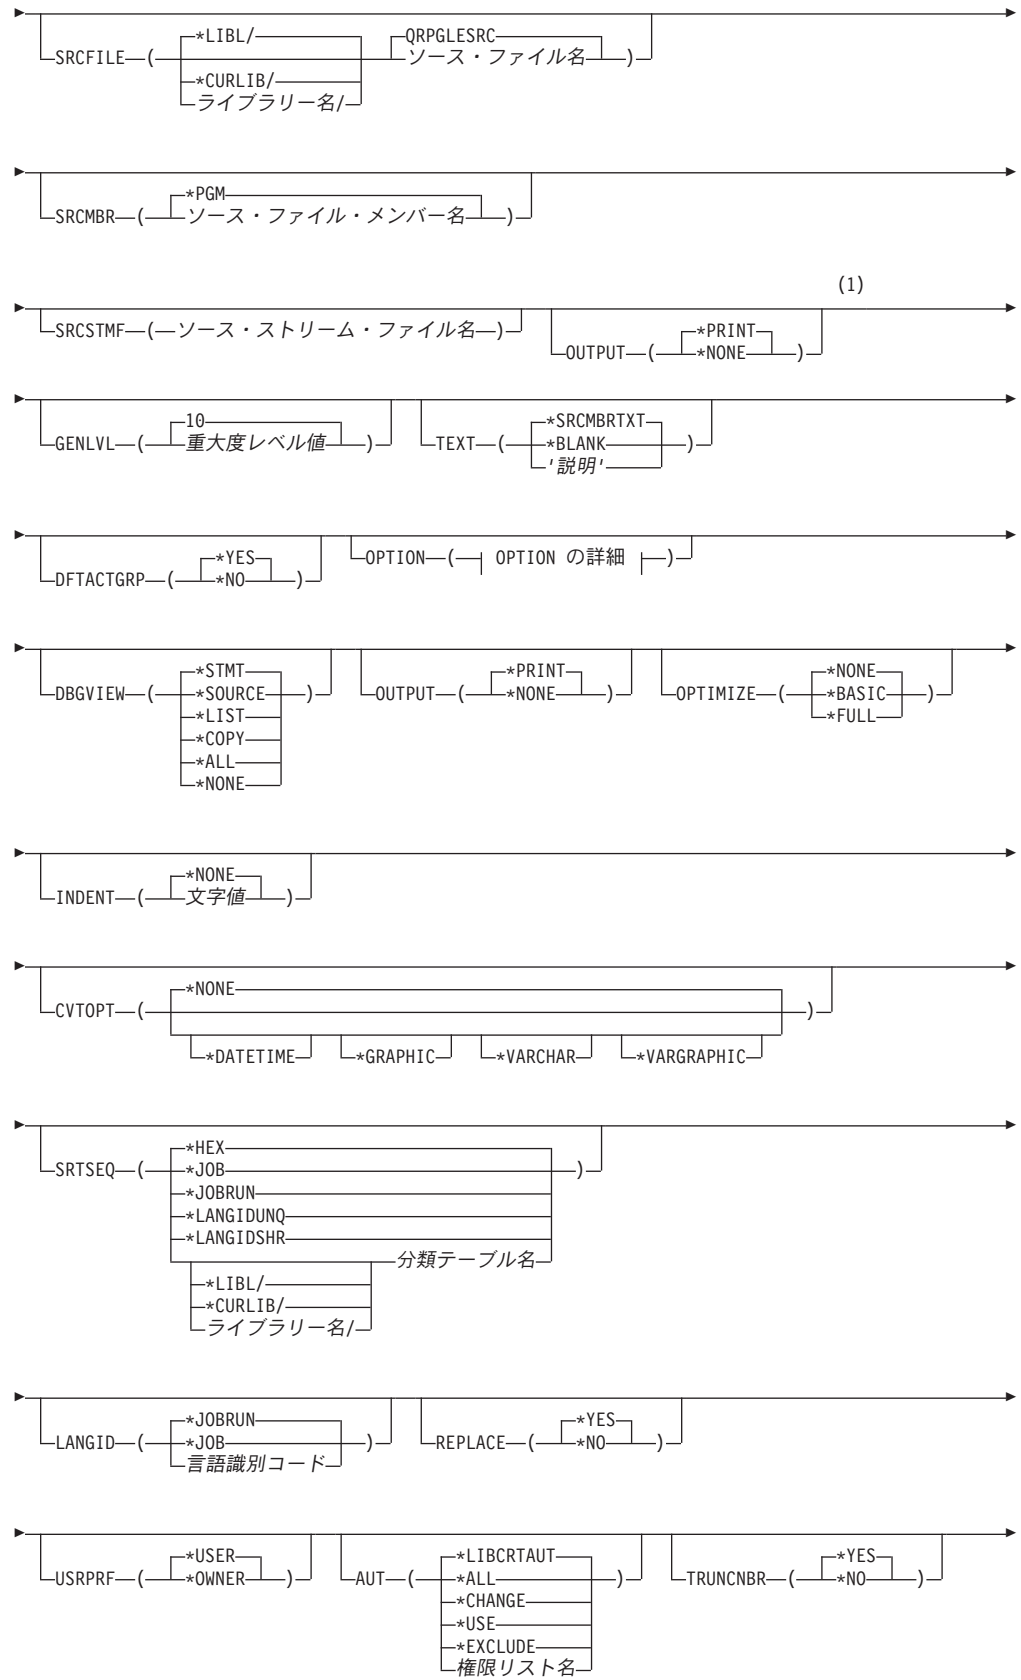 *LIBL/ QRPGLESRC
SRCFILE ( ソース・ファイル名 )
*CURLIB/
ライブラリー名/
*PGM
SRCMBR ( ソース・ファイル・メンバー名 )
(1)
SRCSTMF ( ソース・ストリーム・ファイル名 ) *PRINT
OUTPUT ( *NONE )
10 *SRCMBRTXT
GENLVL ( 重大度レベル値 ) TEXT ( *BLANK )
'説明'
*YES OPTION ( OPTION の詳細 )
DFTACTGRP ( *NO )
*STMT *PRINT *NONE
DBGVIEW ( *SOURCE ) OUTPUT ( *NONE ) OPTIMIZE ( *BASIC )
*LIST *FULL
*COPY
*ALL
*NONE
*NONE
INDENT ( 文字値 )
*NONE
CVTOPT ( )
*DATETIME *GRAPHIC *VARCHAR *VARGRAPHIC
*HEX
SRTSEQ ( *JOB )
*JOBRUN
*LANGIDUNQ
*LANGIDSHR
分類テーブル名
*LIBL/
*CURLIB/
ライブラリー名/
*JOBRUN *YES
LANGID ( *JOB ) REPLACE ( *NO )
言語識別コード
*USER *LIBCRTAUT *YES
USRPRF ( *OWNER ) AUT ( *ALL ) TRUNCNBR ( *NO )
*CHANGE
*USE
*EXCLUDE
権限リスト名